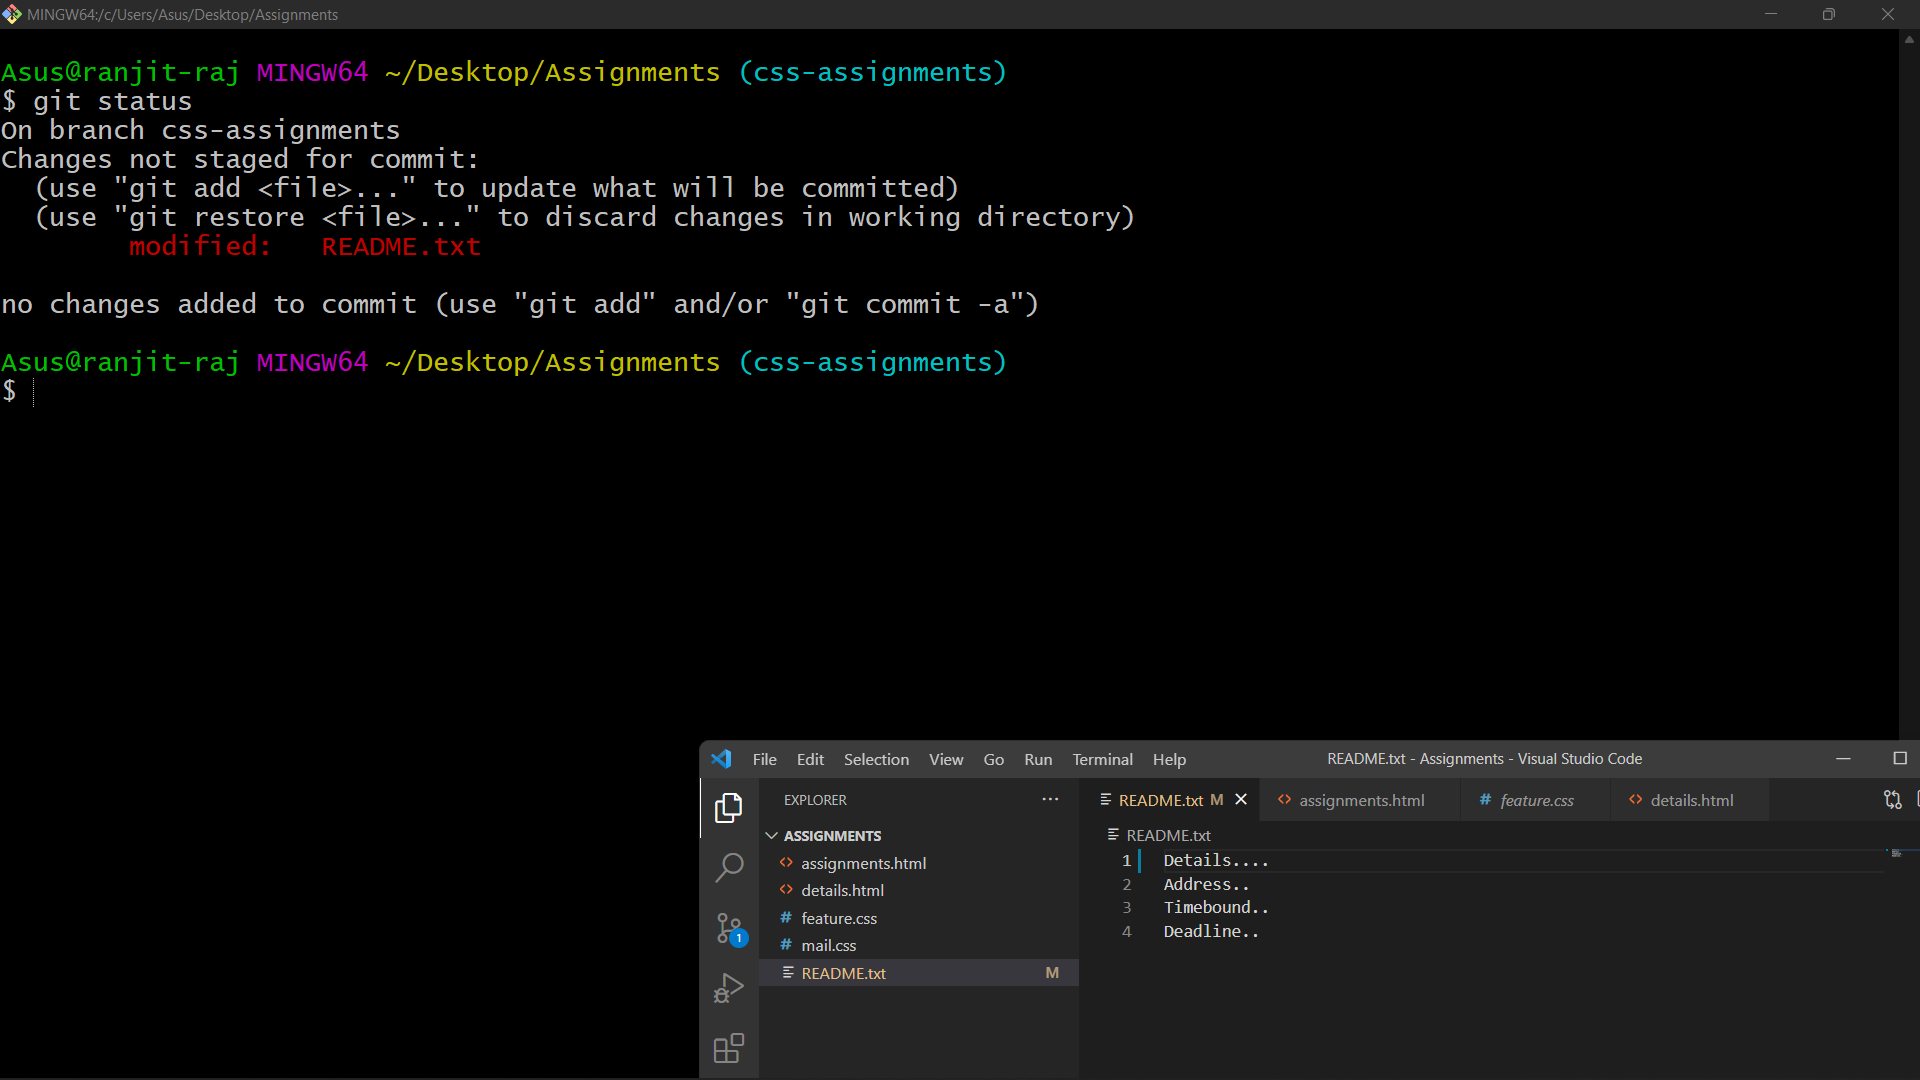 MINGW64:/c/Users/Asus/Desktop/Assignments
Asus@ranjit-raj MINGW64 ~/Desktop/Assignments (css-assignments)
$ git status
On branch css-assignments
Changes not staged for commit:
  (use "git add <file>..." to update what will be committed)
  (use "git restore <file>..." to discard changes in working directory)
        modified:   README.txt
no changes added to commit (use "git add" and/or "git commit -a")
Asus@ranjit-raj MINGW64 ~/Desktop/Assignments (css-assignments)
$
File Edit Selection View Go Run Terminal Help README.txt - Assignments - Visual Studio Code
EXPLORER
ASSIGNMENTS
assignments.html
details.html
feature.css
mail.css
README.txt M
1
README.txt M assignments.html feature.css details.html
README.txt
1 Details....
2 Address..
3 Timebound..
4 Deadline..